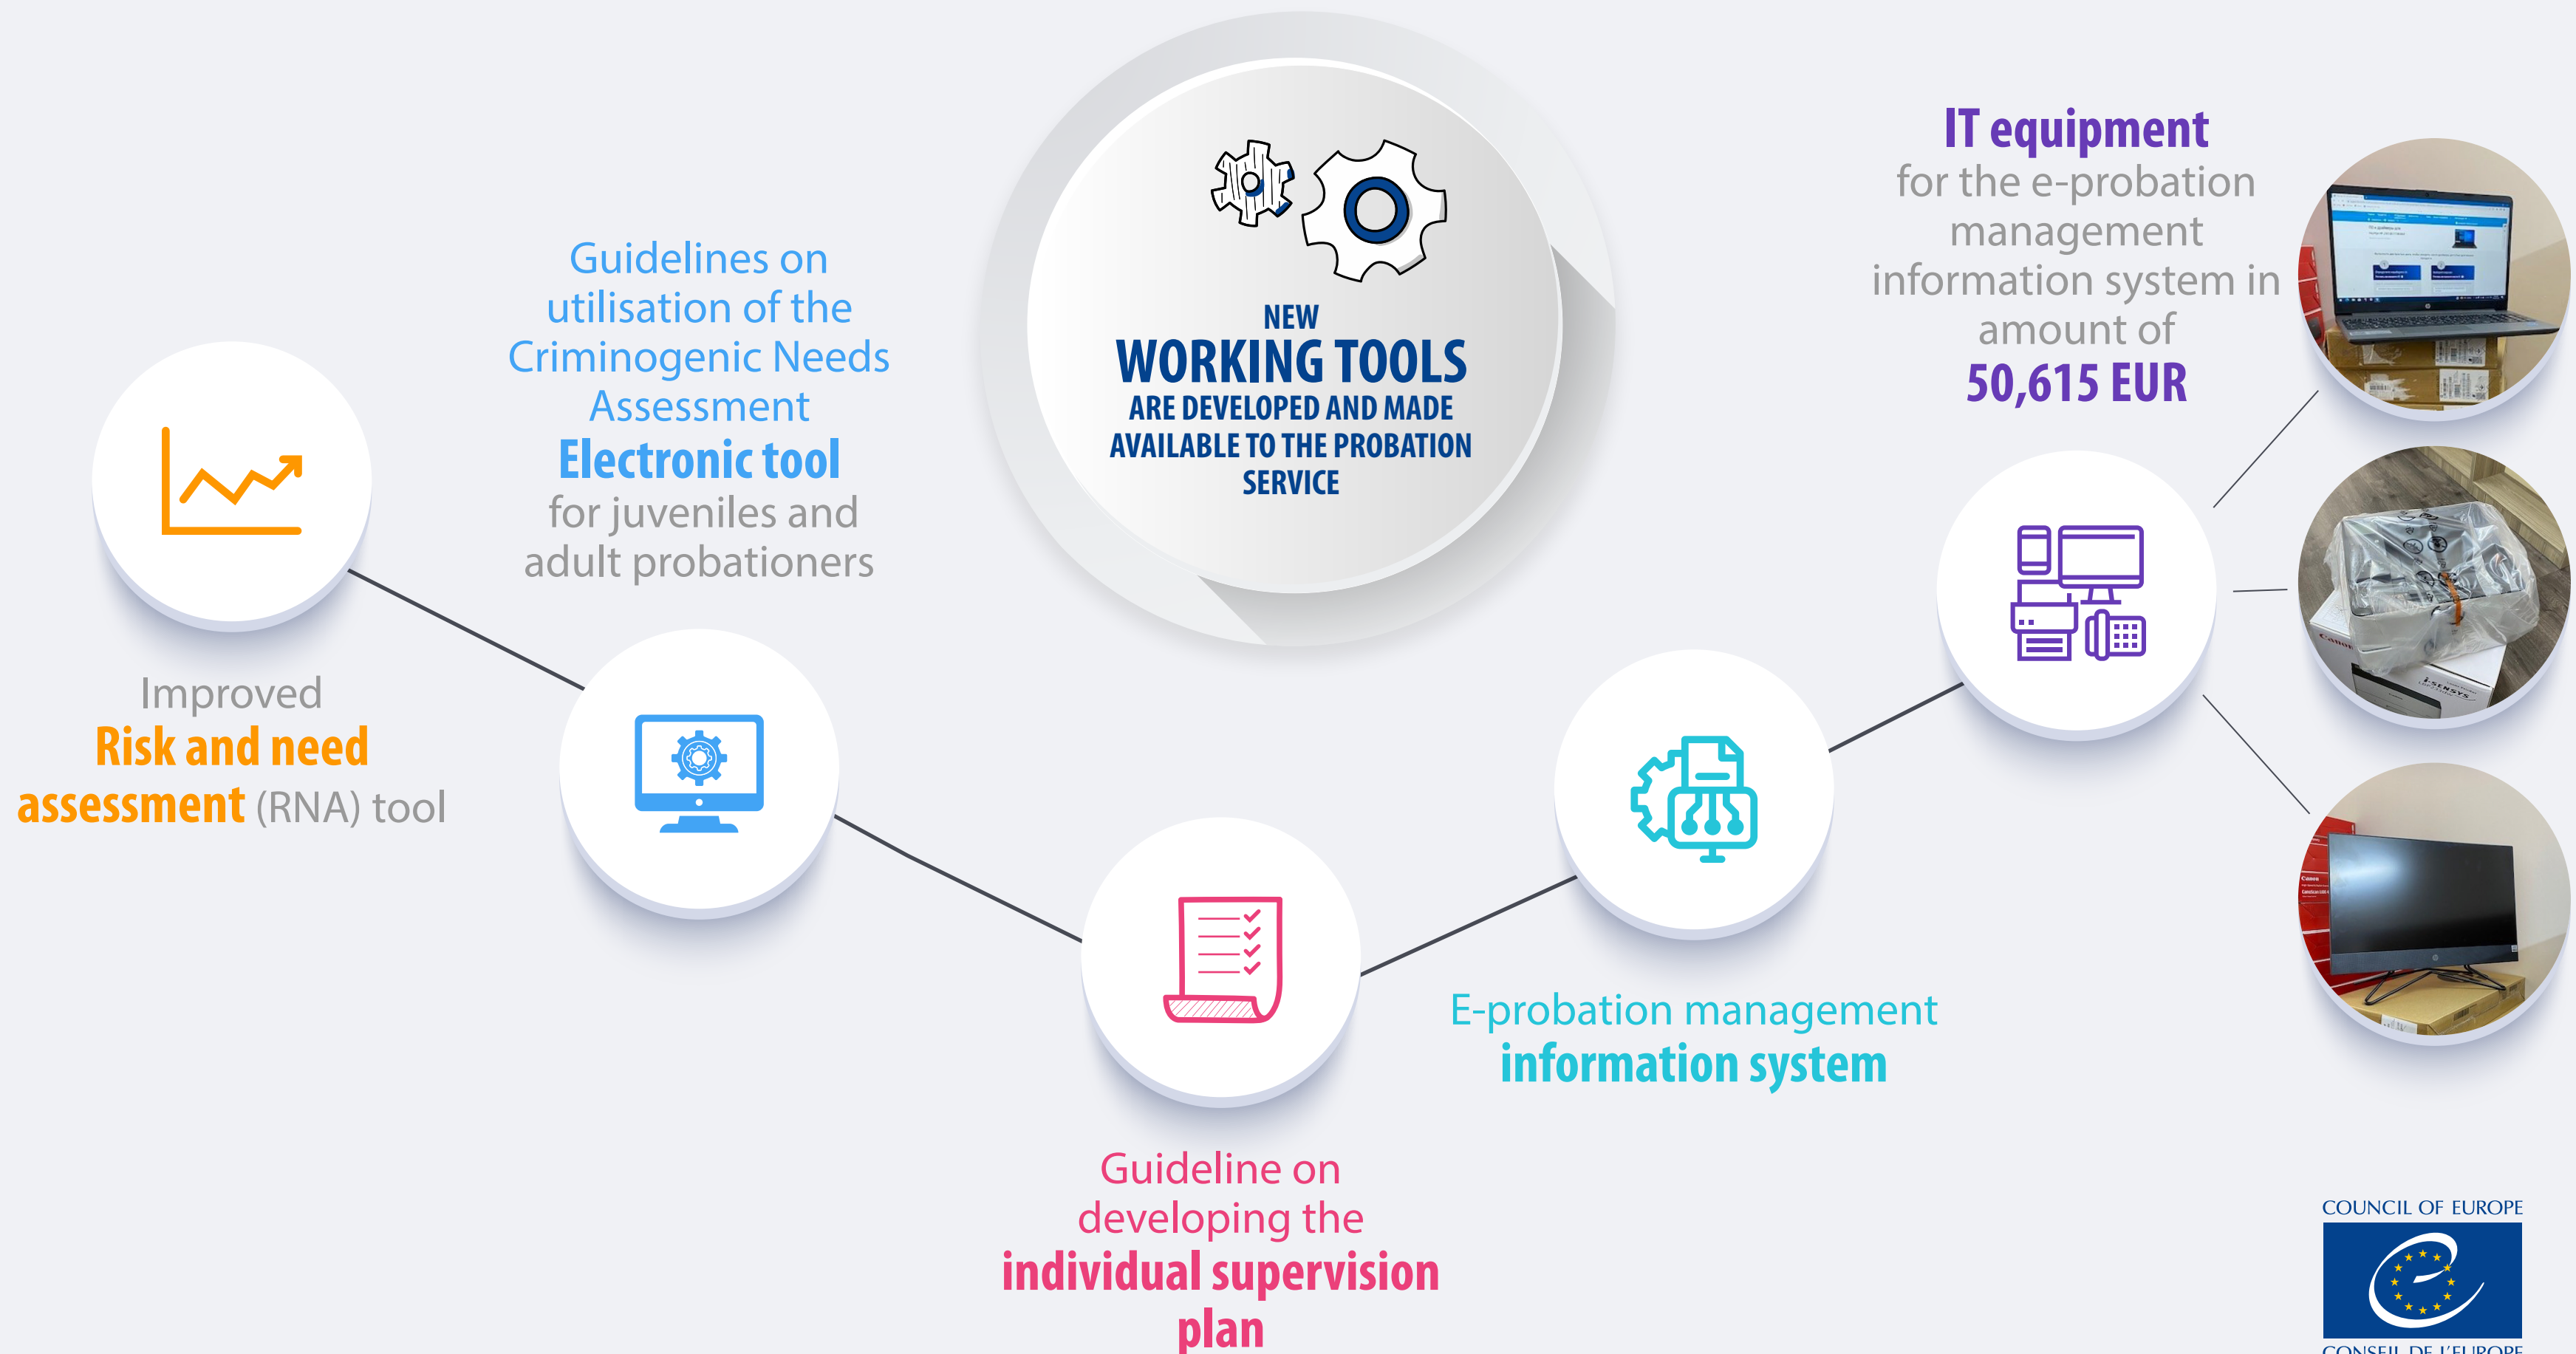 NEW
WORKING TOOLS
ARE DEVELOPED AND MADE
AVAILABLE TO THE PROBATION
SERVICE
Improved
Risk and need
assessment (RNA) tool
Guidelines on
utilisation of the
Criminogenic Needs
Assessment
Electronic tool
for juveniles and
adult probationers
Guideline on
developing the
individual supervision
plan
E-probation management
information system
IT equipment
for the e-probation
management
information system in
amount of
50,615 EUR
Canon
i-SENSYS
Canon
COUNCIL OF EUROPE
CONSEIL DE L'EUROPE